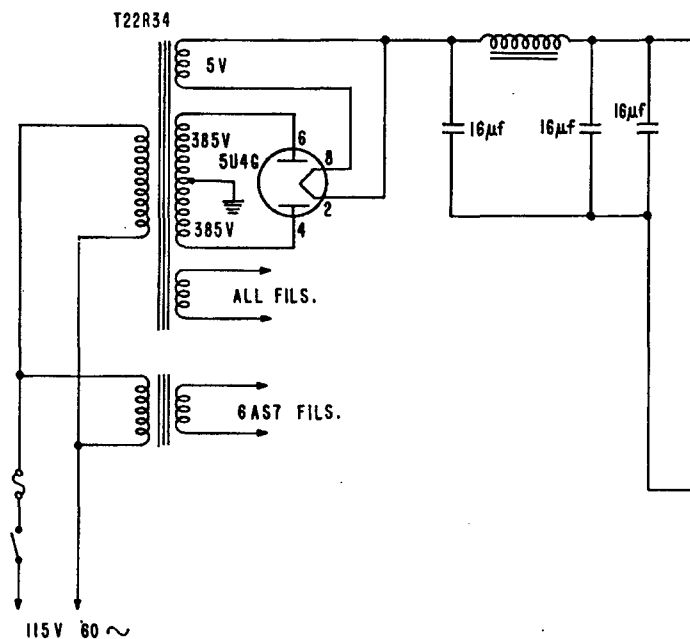 T22R34
5V
385V
6
5U4G
8
2
385V
4
16µf
16µf
16µf
ALL FILS.
6AS7 FILS.
115V 60 ~